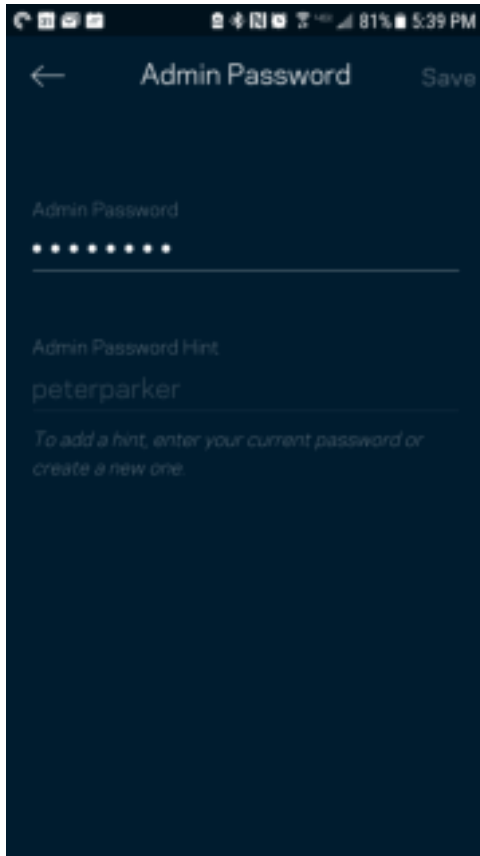 81% 5:39 PM
Admin Password Save
Admin Password
••••••••
Admin Password Hint
peterparker
To add a hint, enter your current password or
create a new one.